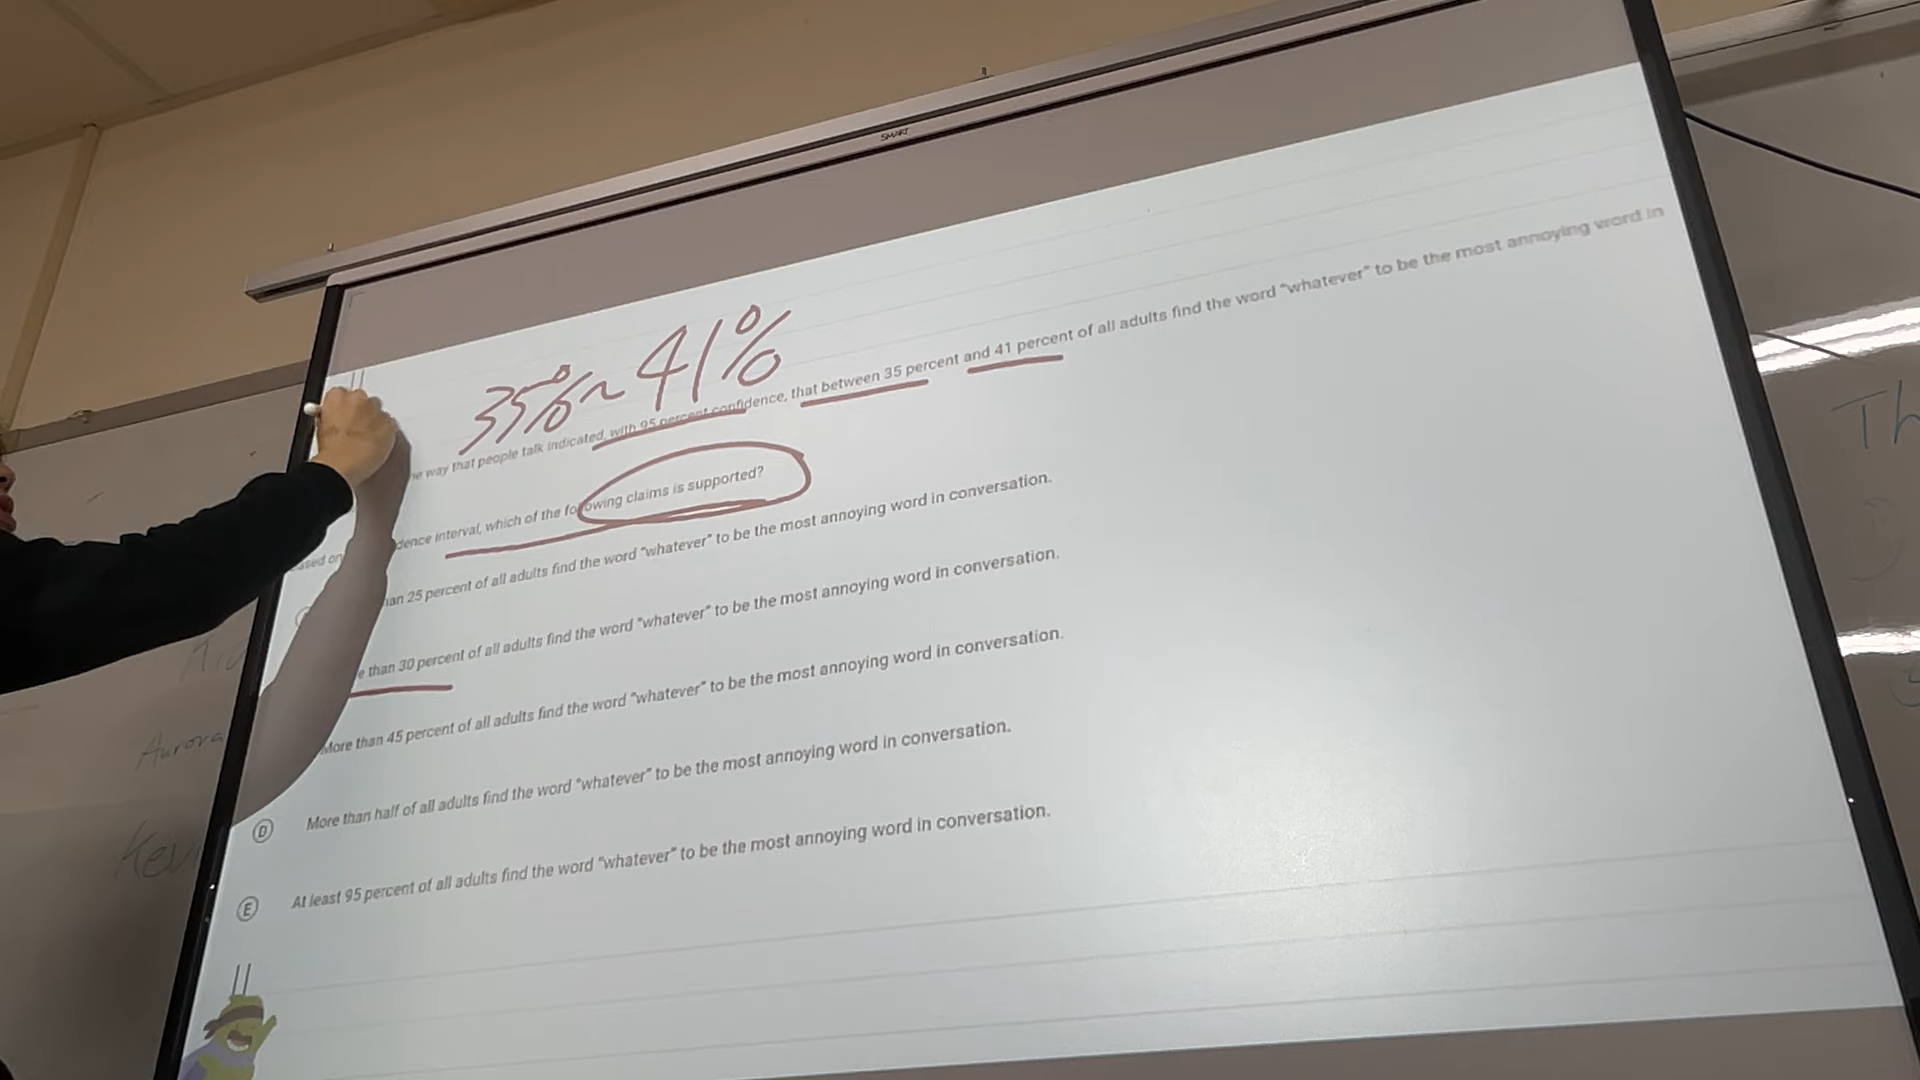 SMART
35% ~ 41%
way that people talk indicated, with 95 percent confidence, that between 35 percent and 41 percent of all adults find the word “whatever” to be the most annoying word in
interval, which of the following claims is supported?
25 percent of all adults find the word “whatever” to be the most annoying word in conversation.
than 30 percent of all adults find the word “whatever” to be the most annoying word in conversation.
More than 45 percent of all adults find the word “whatever” to be the most annoying word in conversation.
D More than half of all adults find the word “whatever” to be the most annoying word in conversation.
E At least 95 percent of all adults find the word “whatever” to be the most annoying word in conversation.
Aurora
Th